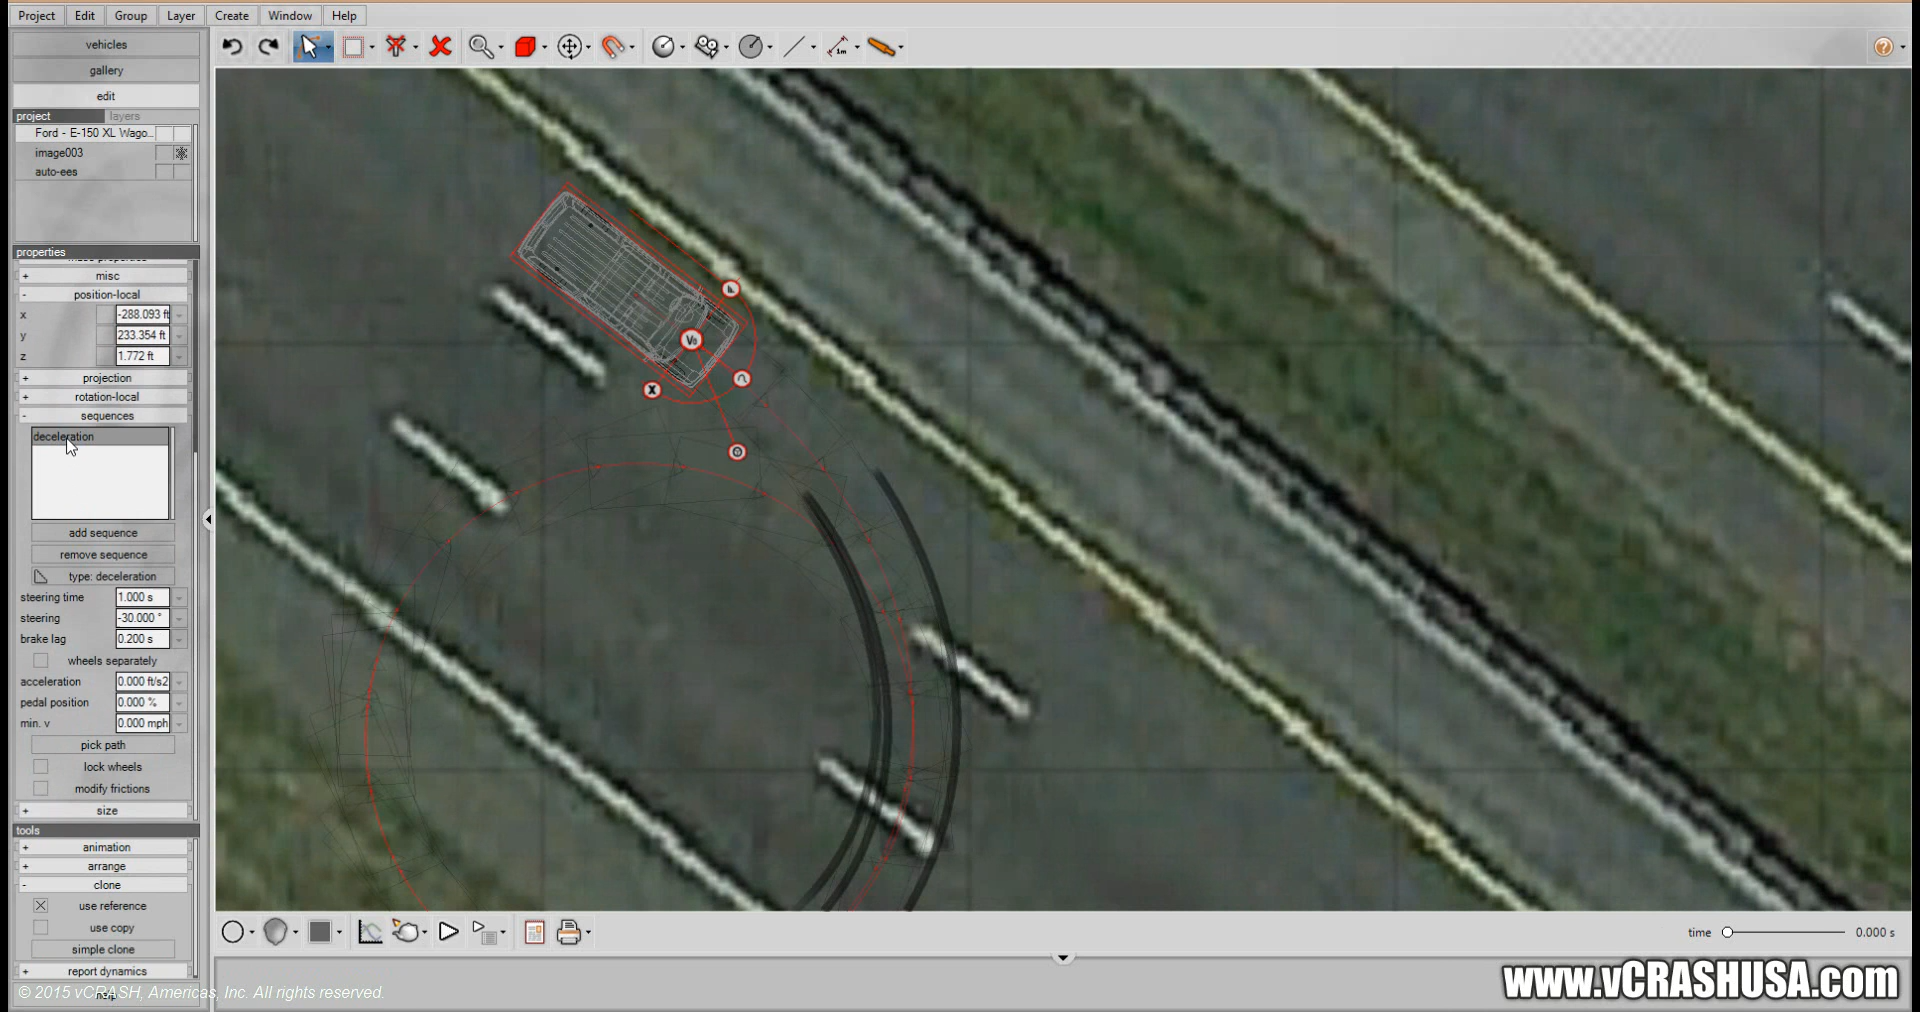 Project Edit Group Layer Create Window Help
vehicles
gallery
edit
project layers
Ford - E-150 XL Wago...
image003
auto-ees
properties
+ misc
- position-local
x -288.093 ft
y 233.354 ft
z 1.772 ft
+ projection
+ rotation-local
- sequences
deceleration
add sequence
remove sequence
type: deceleration
steering time 1.000 s
steering -30.000 °
brake lag 0.200 s
wheels separately
acceleration 0.000 ft/s2
pedal position 0.000 %
min. v 0.000 mph
pick path
lock wheels
modify frictions
+ size
tools
+ animation
+ arrange
- clone
use reference
use copy
simple clone
+ report dynamics
help
© 2015 vCRASH, Americas, Inc. All rights reserved.
1m
V₀
X
time 0.000 s
www.vCRASHUSA.com